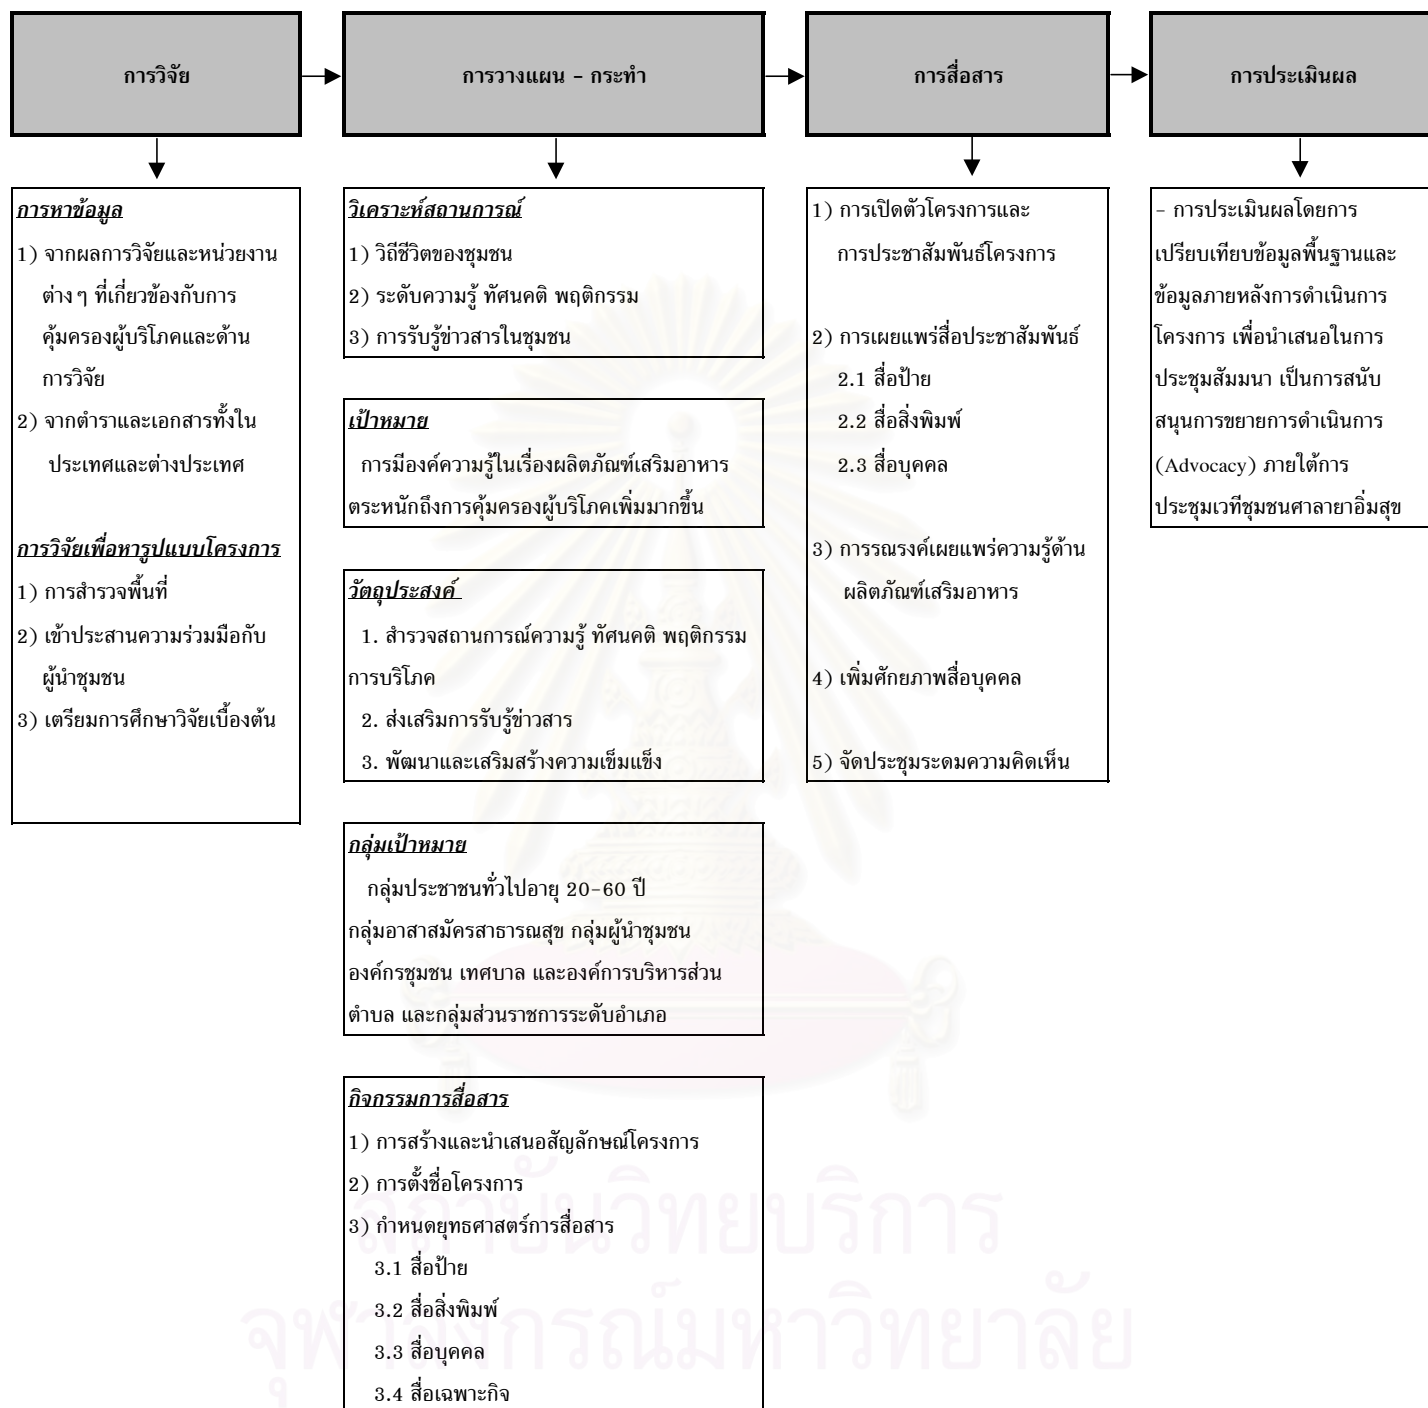 การวิจัย
การวางแผน - กระทำ
การสื่อสาร
การประเมินผล
การหาข้อมูล
1) จากผลการวิจัยและหน่วยงาน
ต่าง ๆ ที่เกี่ยวข้องกับการ
คุ้มครองผู้บริโภคและด้าน
การวิจัย
2) จากตำราและเอกสารทั้งใน
ประเทศและต่างประเทศ
การวิจัยเพื่อหารูปแบบโครงการ
1) การสำรวจพื้นที่
2) เข้าประสานความร่วมมือกับ
ผู้นำชุมชน
3) เตรียมการศึกษาวิจัยเบื้องต้น
วิเคราะห์สถานการณ์
1) วิถีชีวิตของชุมชน
2) ระดับความรู้ ทัศนคติ พฤติกรรม
3) การรับรู้ข่าวสารในชุมชน
เป้าหมาย
การมีองค์ความรู้ในเรื่องผลิตภัณฑ์เสริมอาหาร
ตระหนักถึงการคุ้มครองผู้บริโภคเพิ่มมากขึ้น
วัตถุประสงค์
1. สำรวจสถานการณ์ความรู้ ทัศนคติ พฤติกรรม
การบริโภค
2. ส่งเสริมการรับรู้ข่าวสาร
3. พัฒนาและเสริมสร้างความเข็มแข็ง
กลุ่มเป้าหมาย
กลุ่มประชาชนทั่วไปอายุ 20-60 ปี
กลุ่มอาสาสมัครสาธารณสุข กลุ่มผู้นำชุมชน
องค์กรชุมชน เทศบาล และองค์การบริหารส่วน
ตำบล และกลุ่มส่วนราชการระดับอำเภอ
กิจกรรมการสื่อสาร
1) การสร้างและนำเสนอสัญลักษณ์โครงการ
2) การตั้งชื่อโครงการ
3) กำหนดยุทธศาสตร์การสื่อสาร
3.1 สื่อป้าย
3.2 สื่อสิ่งพิมพ์
3.3 สื่อบุคคล
3.4 สื่อเฉพาะกิจ
1) การเปิดตัวโครงการและ
การประชาสัมพันธ์โครงการ
2) การเผยแพร่สื่อประชาสัมพันธ์
2.1 สื่อป้าย
2.2 สื่อสิ่งพิมพ์
2.3 สื่อบุคคล
3) การรณรงค์เผยแพร่ความรู้ด้าน
ผลิตภัณฑ์เสริมอาหาร
4) เพิ่มศักยภาพสื่อบุคคล
5) จัดประชุมระดมความคิดเห็น
- การประเมินผลโดยการ
เปรียบเทียบข้อมูลพื้นฐานและ
ข้อมูลภายหลังการดำเนินการ
โครงการ เพื่อนำเสนอในการ
ประชุมสัมมนา เป็นการสนับ
สนุนการขยายการดำเนินการ
(Advocacy) ภายใต้การ
ประชุมเวทีชุมชนศาลายาอิ่มสุข
สถาบันวิทยบริการ
จุฬาลงกรณ์มหาวิทยาลัย